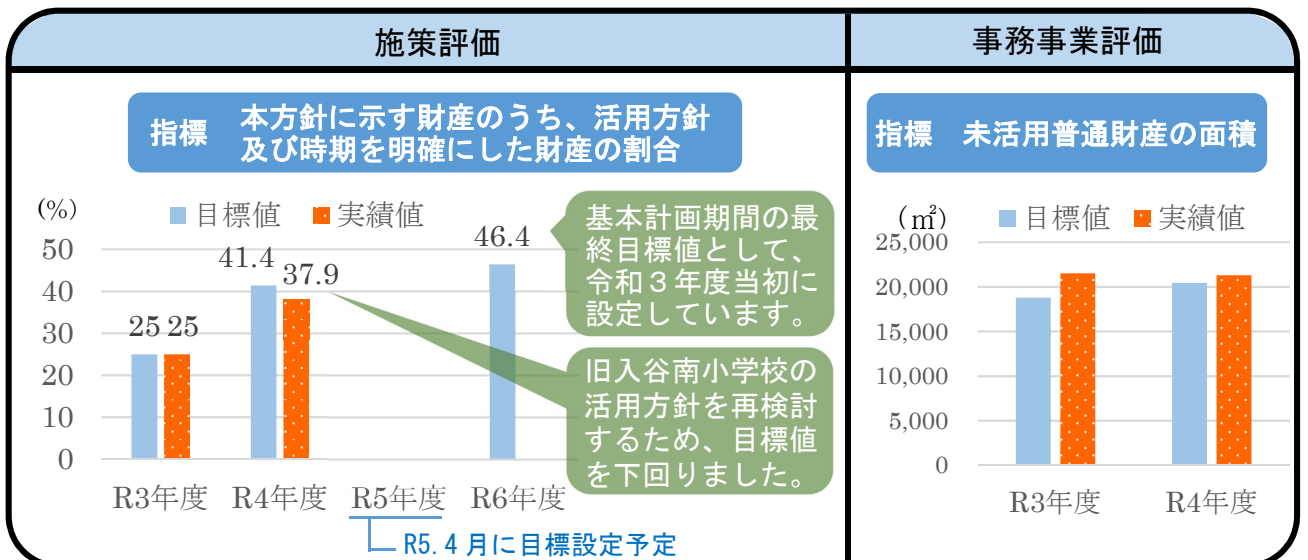 施策評価
事務事業評価
指標 本方針に示す財産のうち、活用方針
及び時期を明確にした財産の割合
指標 未活用普通財産の面積
(%)
目標値 実績値
50
40
30
20
10
0
25 25
41.4
37.9
46.4
R3年度 R4年度 R5年度 R6年度
R5.4月に目標設定予定
基本計画期間の最
終目標値として、
令和3年度当初に
設定しています。
旧入谷南小学校の
活用方針を再検討
するため、目標値
を下回りました。
(㎡)
目標値 実績値
25,000
20,000
15,000
10,000
5,000
0
R3年度 R4年度